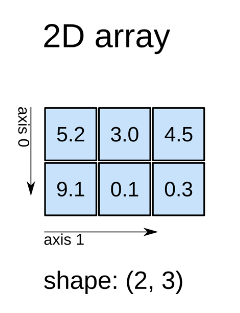 2D array
axis 0
5.2 3.0 4.5
9.1 0.1 0.3
axis 1
shape: (2, 3)